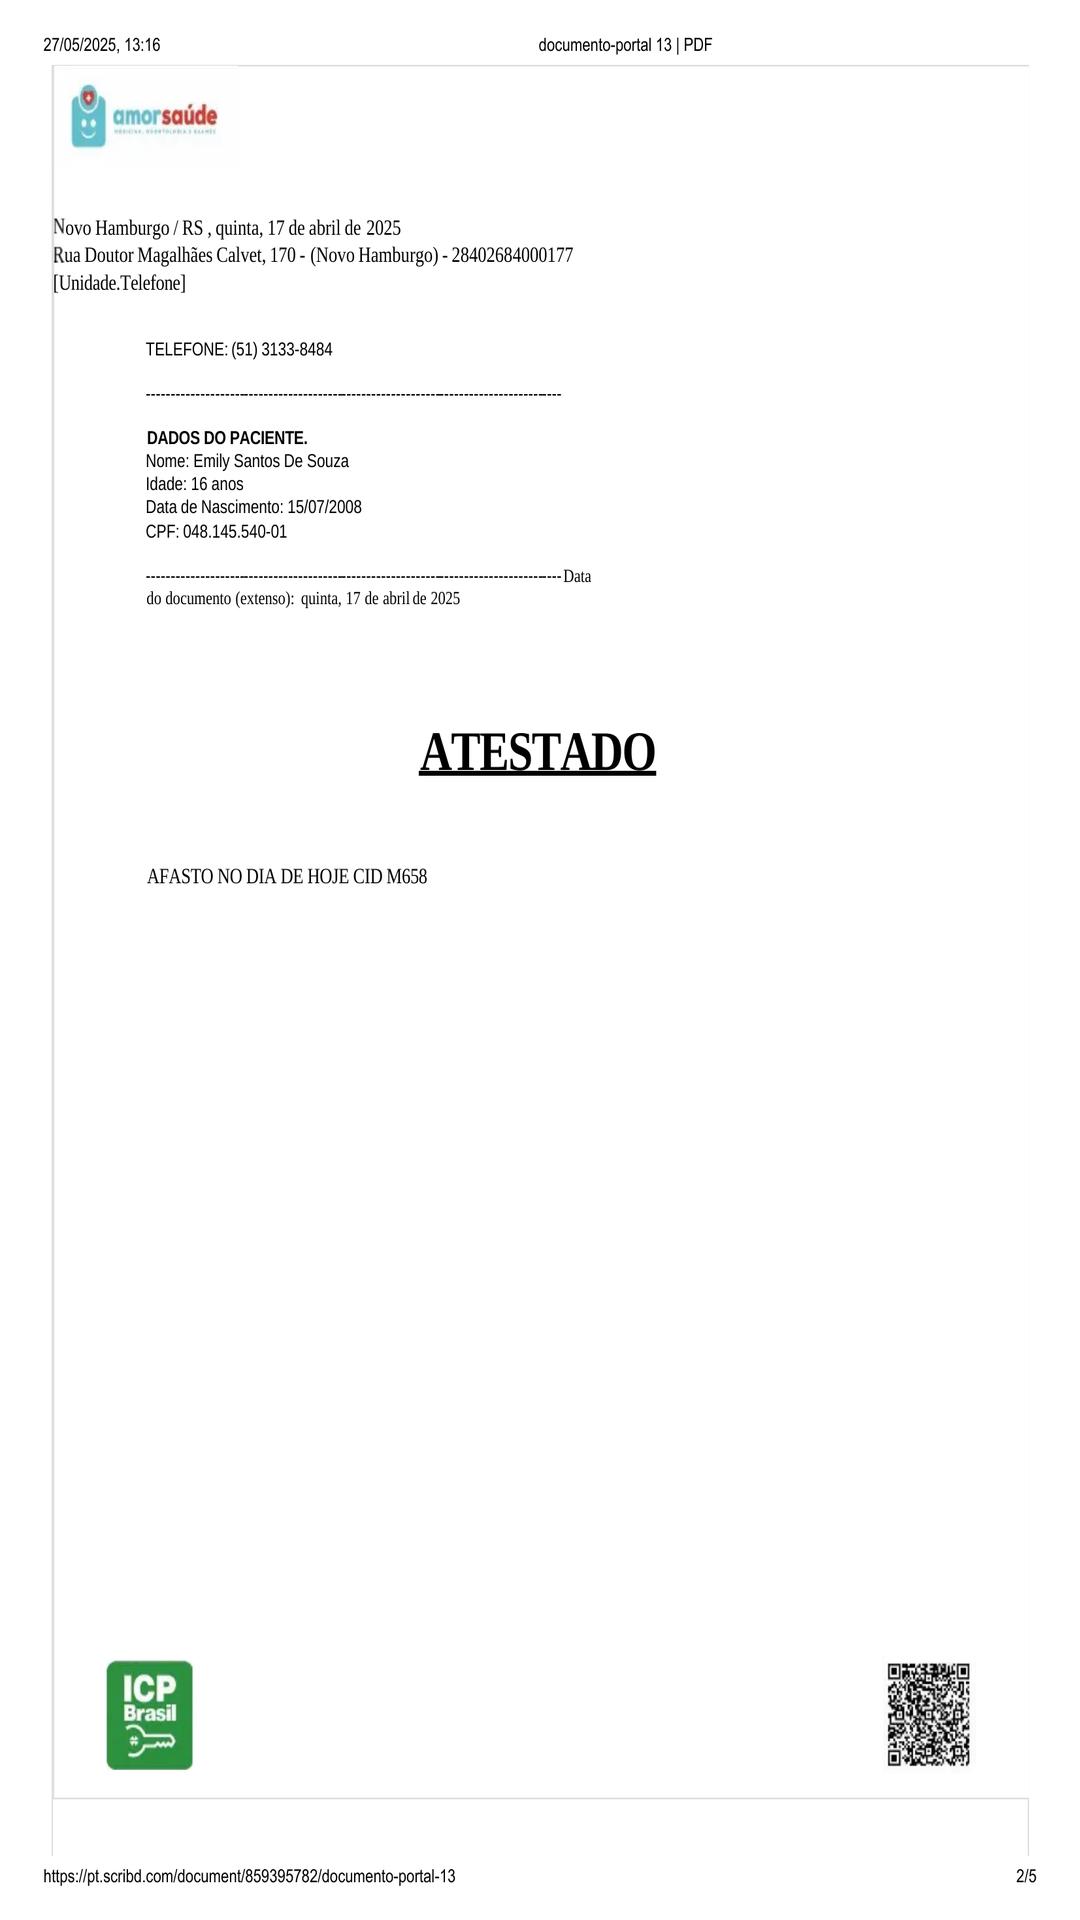 27/05/2025, 13:16
documento-portal 13 | PDF
amorsaúde
MEDICINA, ODONTOLOGIA E EXAMES
Novo Hamburgo / RS , quinta, 17 de abril de 2025
Rua Doutor Magalhães Calvet, 170 - (Novo Hamburgo) - 28402684000177
[Unidade.Telefone]
TELEFONE: (51) 3133-8484
-------------------------------------------------------------------------------------
DADOS DO PACIENTE.
Nome: Emily Santos De Souza
Idade: 16 anos
Data de Nascimento: 15/07/2008
CPF: 048.145.540-01
-------------------------------------------------------------------------------------Data
do documento (extenso): quinta, 17 de abril de 2025
ATESTADO
AFASTO NO DIA DE HOJE CID M658
ICP
Brasil
https://pt.scribd.com/document/859395782/documento-portal-13
2/5